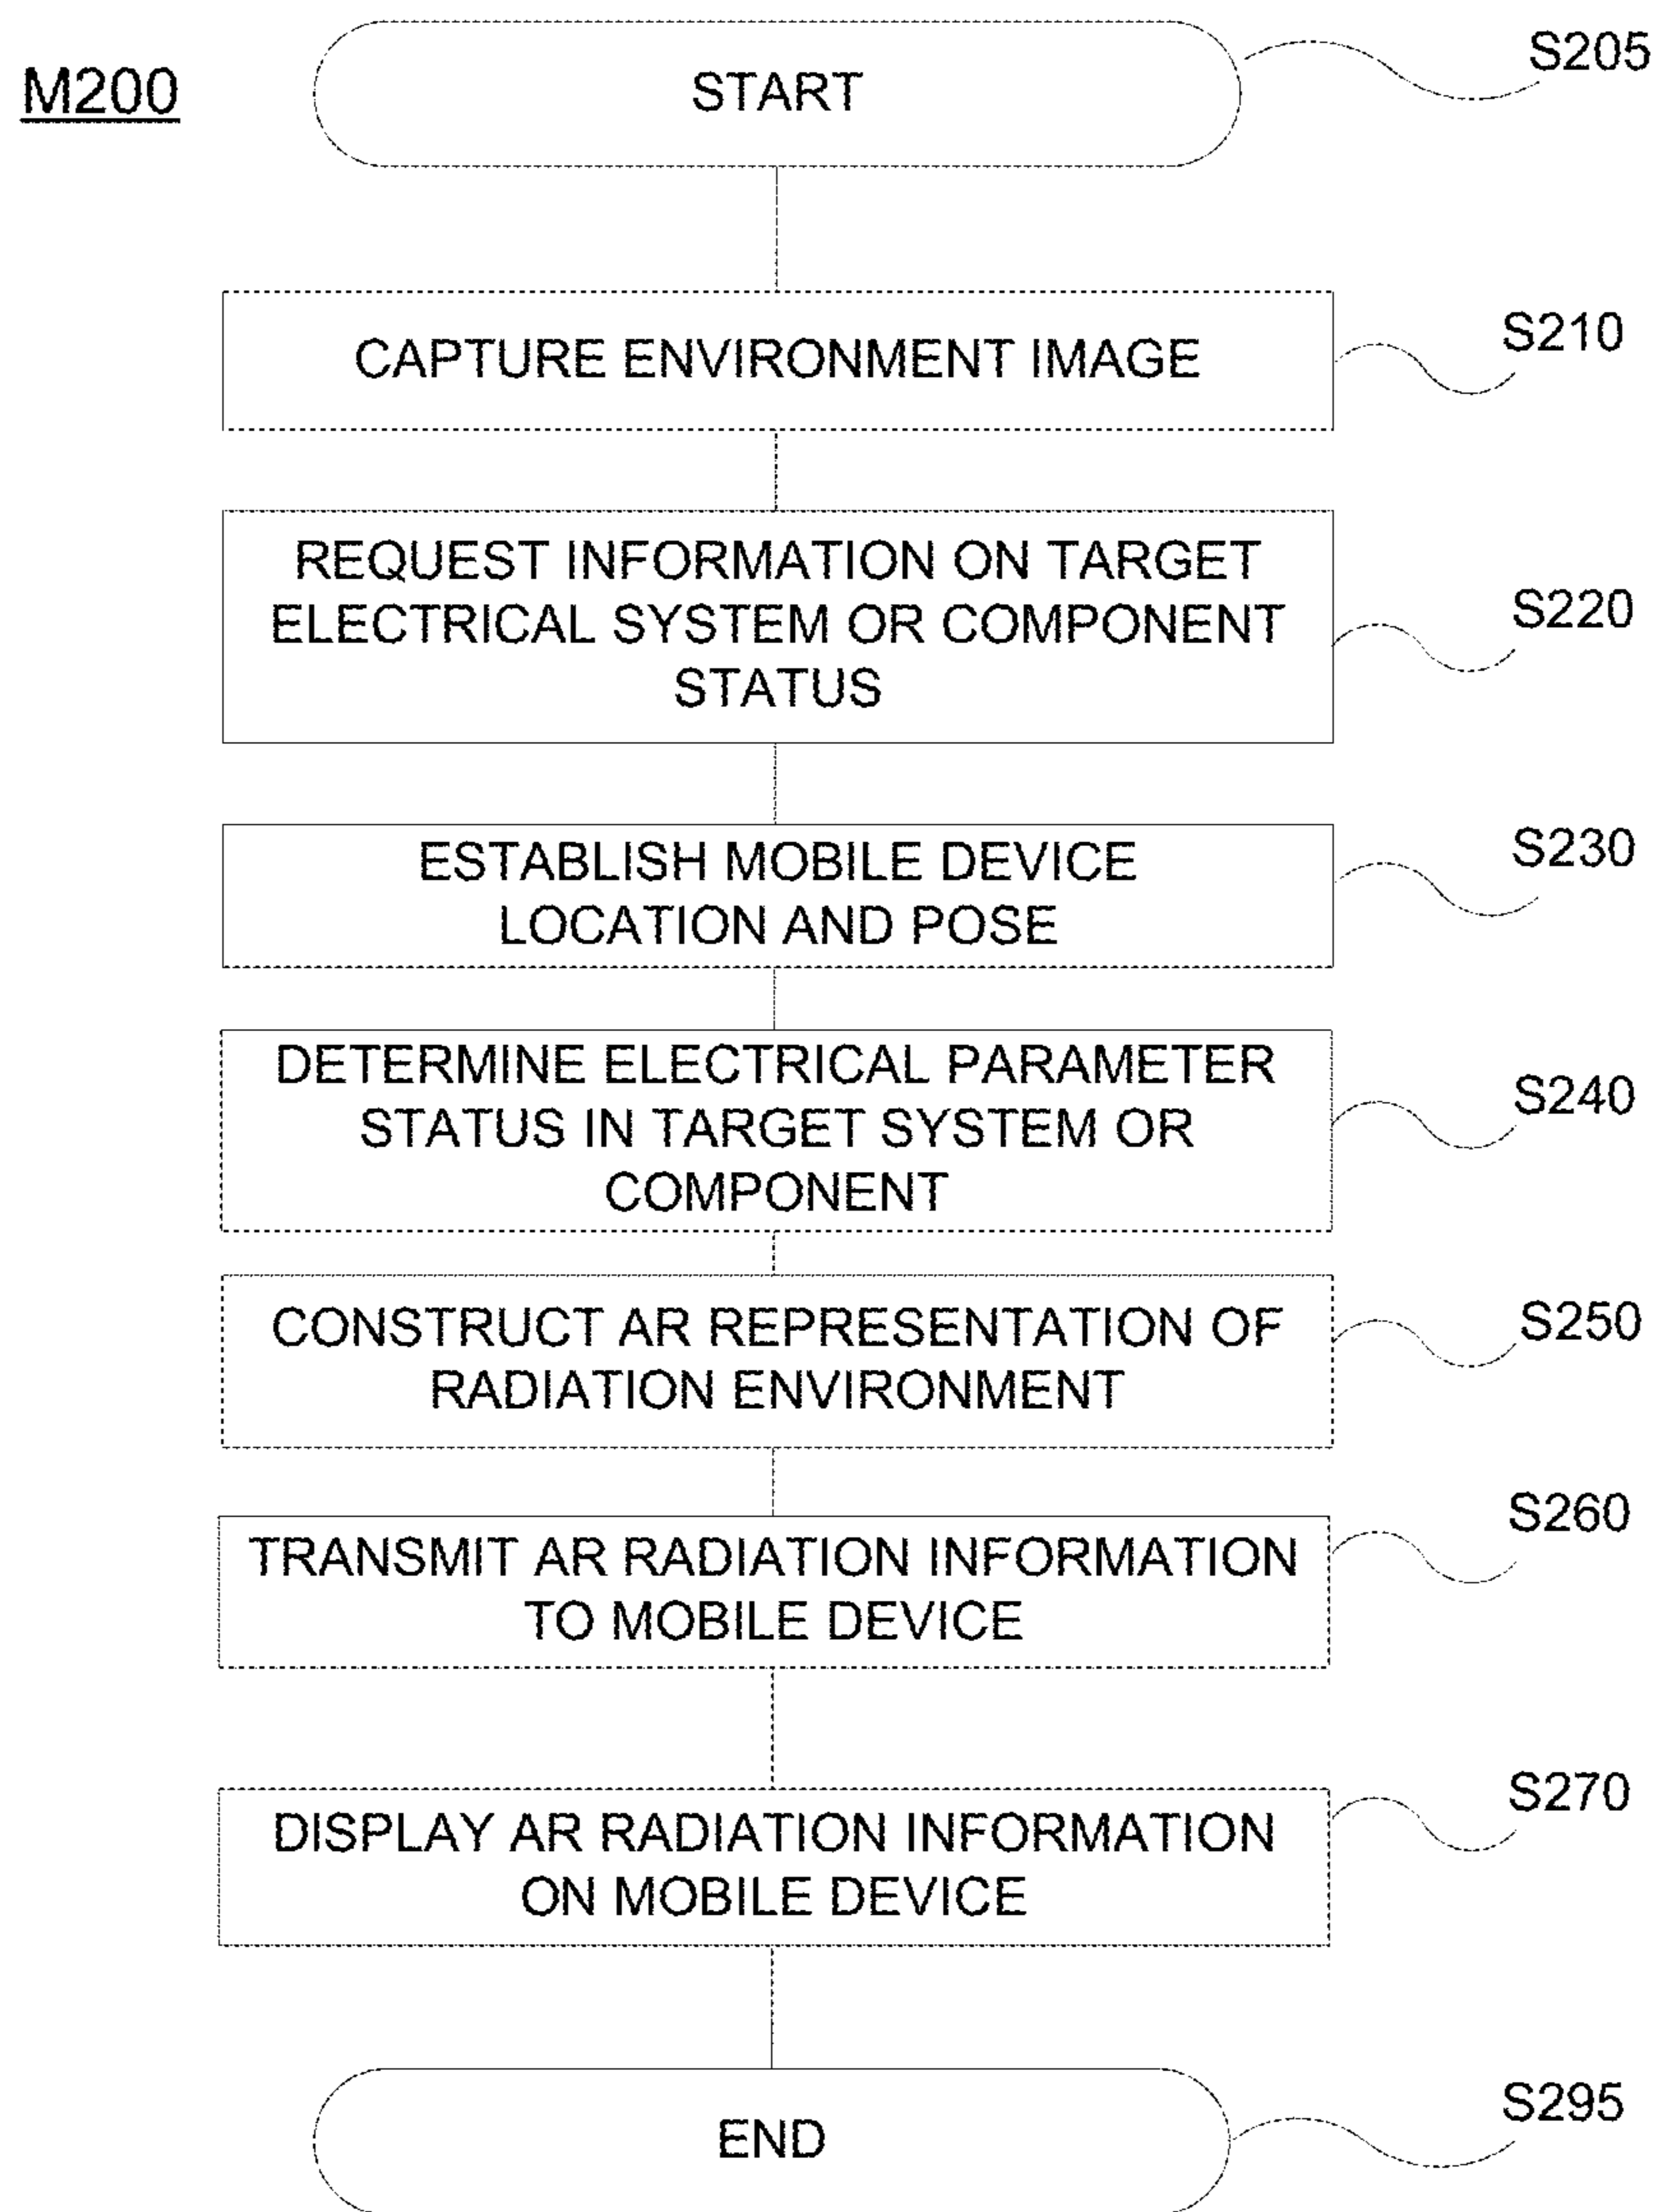 M200
START
S205
CAPTURE ENVIRONMENT IMAGE
S210
REQUEST INFORMATION ON TARGET
ELECTRICAL SYSTEM OR COMPONENT
STATUS
S220
ESTABLISH MOBILE DEVICE
LOCATION AND POSE
S230
DETERMINE ELECTRICAL PARAMETER
STATUS IN TARGET SYSTEM OR
COMPONENT
S240
CONSTRUCT AR REPRESENTATION OF
RADIATION ENVIRONMENT
S250
TRANSMIT AR RADIATION INFORMATION
TO MOBILE DEVICE
S260
DISPLAY AR RADIATION INFORMATION
ON MOBILE DEVICE
S270
END
S295